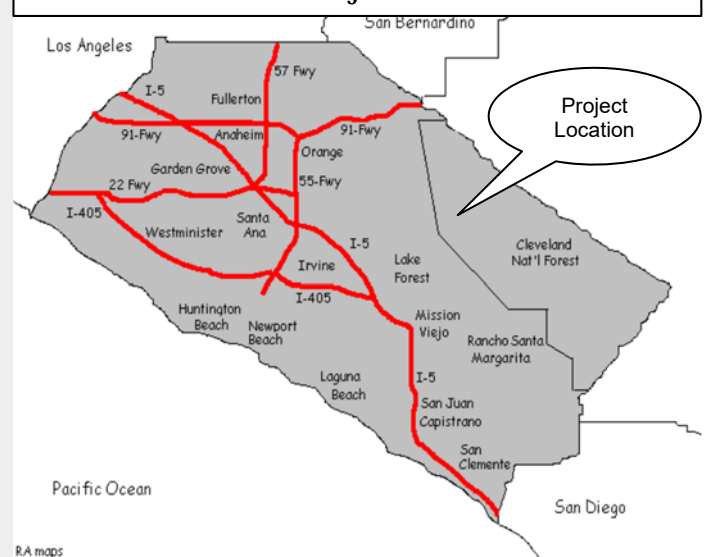 San Bernardino
Los Angeles
57 Fwy
I-5
Fullerton
Project
Location
91-Fwy
Anaheim
91-Fwy
Orange
Garden Grove
22 Fwy
55-Fwy
I-405
Santa
Ana
Westminister
I-5
Irvine
Lake
Forest
Cleveland
Nat'l Forest
I-405
Huntington
Beach
Newport
Beach
Mission
Viejo
Rancho Santa
Margarita
Laguna
Beach
I-5
San Juan
Capistrano
San
Clemente
Pacific Ocean
San Diego
RA maps